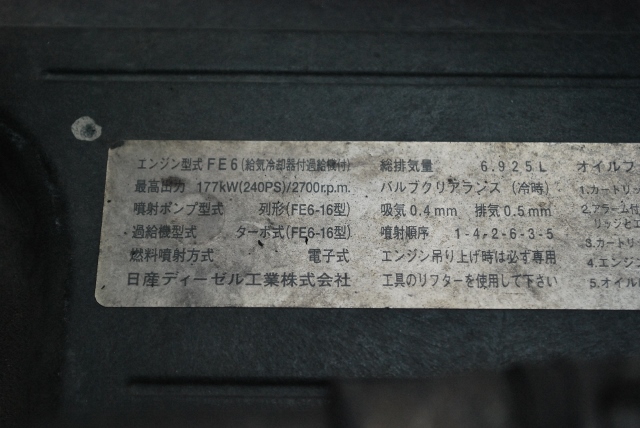 エンジン型式 FE6(給気冷却器付過給機付)
最高出力 177kW(240PS)/2700r.p.m.
噴射ポンプ型式 列形(FE6-16型)
過給機型式 ターボ式(FE6-16型)
燃料噴射方式 電子式
日産ディーゼル工業株式会社
総排気量 6.925L
バルブクリアランス (冷時)
吸気0.4mm 排気0.5mm
噴射順序 1-4-2-6-3-5
エンジン吊り上げ時は必ず専用
工具のリフターを使用して下さい
オイルフ
1.カートリッ
2.アラーム付
リッジセエ
3.カートリッ
4.エンジン
5.オイル